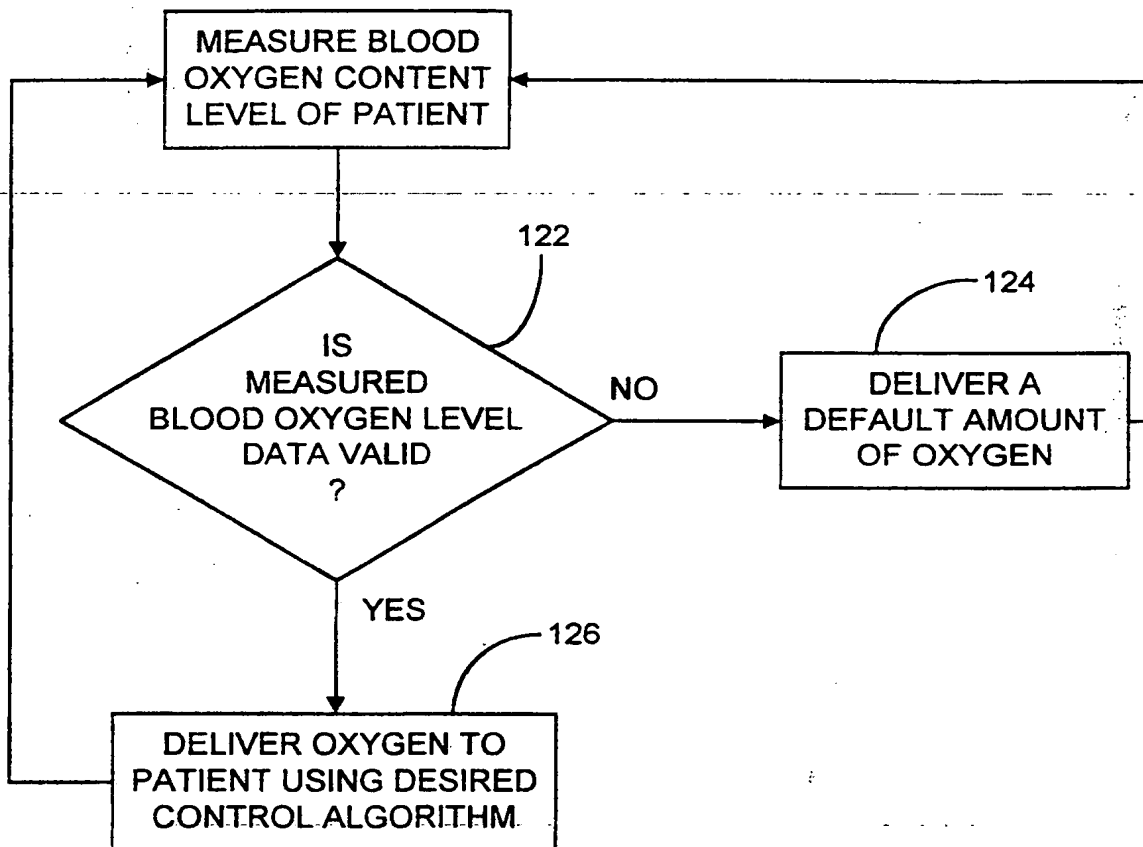 MEASURE BLOOD
OXYGEN CONTENT
LEVEL OF PATIENT
122
IS
MEASURED
BLOOD OXYGEN LEVEL
DATA VALID
?
NO
124
DELIVER A
DEFAULT AMOUNT
OF OXYGEN
YES
126
DELIVER OXYGEN TO
PATIENT USING DESIRED
CONTROL ALGORITHM